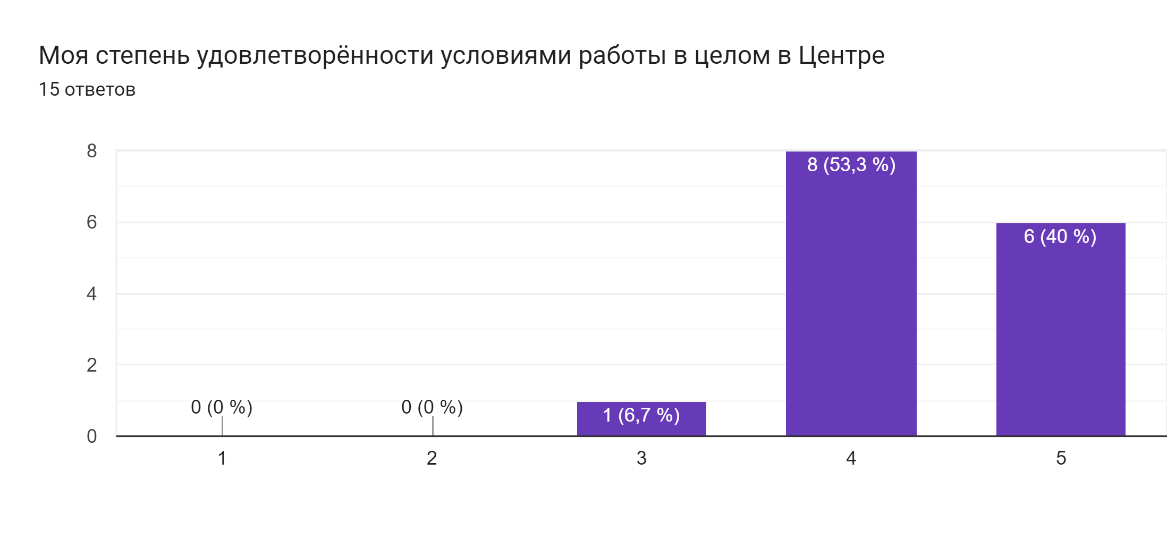 Моя степень удовлетворённости условиями работы в целом в Центре
15 ответов
8
6
4
2
0
0 (0 %)
0 (0 %)
1 (6,7 %)
8 (53,3 %)
6 (40 %)
1
2
3
4
5